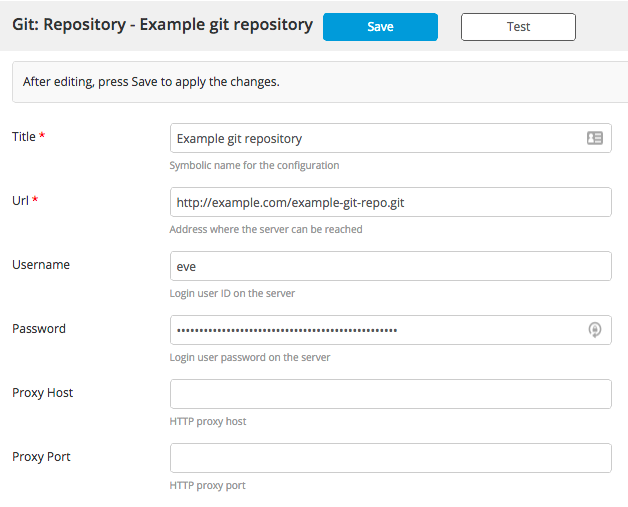 Git: Repository - Example git repository Save Test
After editing, press Save to apply the changes.
Title * Example git repository
Symbolic name for the configuration
Url * http://example.com/example-git-repo.git
Address where the server can be reached
Username eve
Login user ID on the server
Password ••••••••••••••••••••••••••••••••••••••••••••••••
Login user password on the server
Proxy Host
HTTP proxy host
Proxy Port
HTTP proxy port